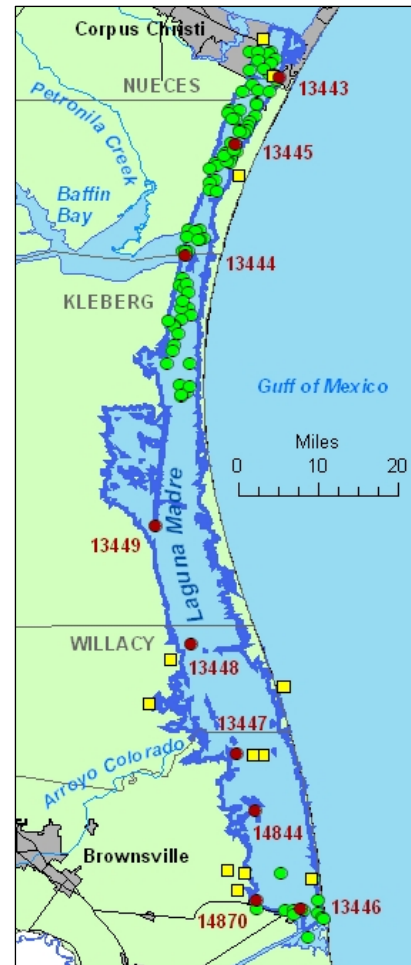 Corpus Christi
NUECES
13443
Petronila Creek
13445
Baffin
Bay
13444
KLEBERG
Guff of Mexico
Miles
0 10 20
Laguna Madre
13449
WILLACY
13448
13447
Arroyo Colorado
14844
Brownsville
13446
14870